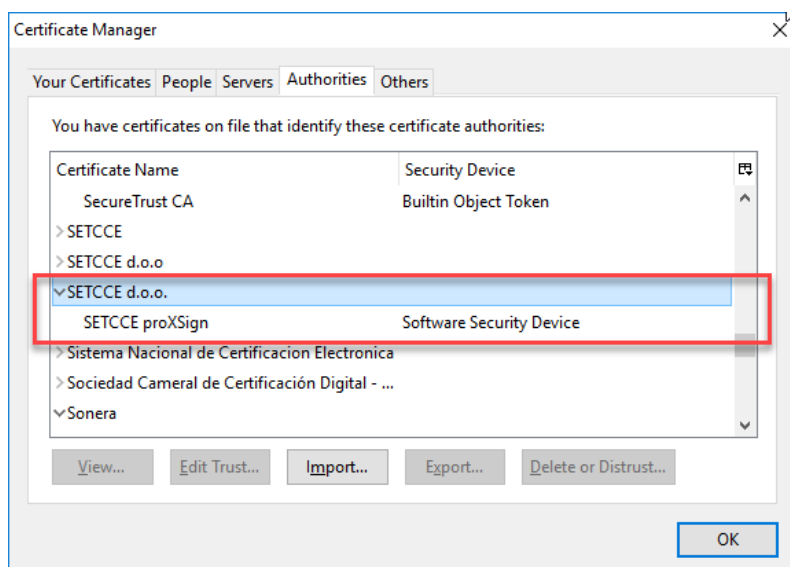 Certificate Manager
Your Certificates People Servers Authorities Others
You have certificates on file that identify these certificate authorities:
Certificate Name Security Device
SecureTrust CA Builtin Object Token
SETCCE
SETCCE d.o.o
SETCCE d.o.o.
SETCCE proXSign Software Security Device
Sistema Nacional de Certificacion Electronica
Sociedad Cameral de Certificación Digital - ...
Sonera
View... Edit Trust... Import... Export... Delete or Distrust...
OK